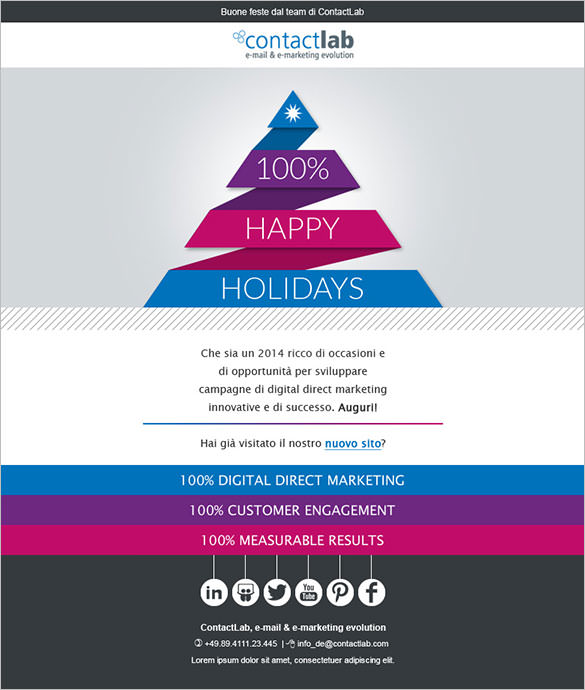 Buone feste dal team di ContactLab
contactlab
e-mail & e-marketing evolution
100%
HAPPY
HOLIDAYS
Che sia un 2014 ricco di occasioni e
di opportunità per sviluppare
campagne di digital direct marketing
innovative e di successo. Auguri!
Hai già visitato il nostro nuovo sito?
100% DIGITAL DIRECT MARKETING
100% CUSTOMER ENGAGEMENT
100% MEASURABLE RESULTS
in You Tube
ContactLab, e-mail & e-marketing evolution
+49.89.4111.23.445 | info_de@contactlab.com
Lorem ipsum dolor sit amet, consectetuer adipiscing elit.